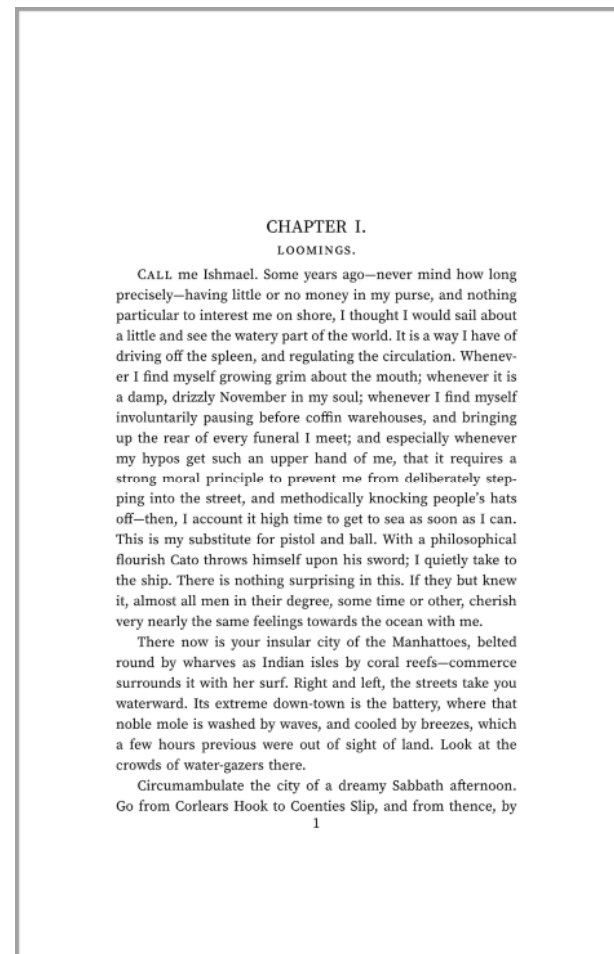 CHAPTER I.
LOOMINGS.
CALL me Ishmael. Some years ago—never mind how long
precisely—having little or no money in my purse, and nothing
particular to interest me on shore, I thought I would sail about
a little and see the watery part of the world. It is a way I have of
driving off the spleen, and regulating the circulation. Whenev-
er I find myself growing grim about the mouth; whenever it is
a damp, drizzly November in my soul; whenever I find myself
involuntarily pausing before coffin warehouses, and bringing
up the rear of every funeral I meet; and especially whenever
my hypos get such an upper hand of me, that it requires a
strong moral principle to prevent me from deliberately step-
ping into the street, and methodically knocking people’s hats
off—then, I account it high time to get to sea as soon as I can.
This is my substitute for pistol and ball. With a philosophical
flourish Cato throws himself upon his sword; I quietly take to
the ship. There is nothing surprising in this. If they but knew
it, almost all men in their degree, some time or other, cherish
very nearly the same feelings towards the ocean with me.
There now is your insular city of the Manhattoes, belted
round by wharves as Indian isles by coral reefs—commerce
surrounds it with her surf. Right and left, the streets take you
waterward. Its extreme down-town is the battery, where that
noble mole is washed by waves, and cooled by breezes, which
a few hours previous were out of sight of land. Look at the
crowds of water-gazers there.
Circumambulate the city of a dreamy Sabbath afternoon.
Go from Corlears Hook to Coenties Slip, and from thence, by
1